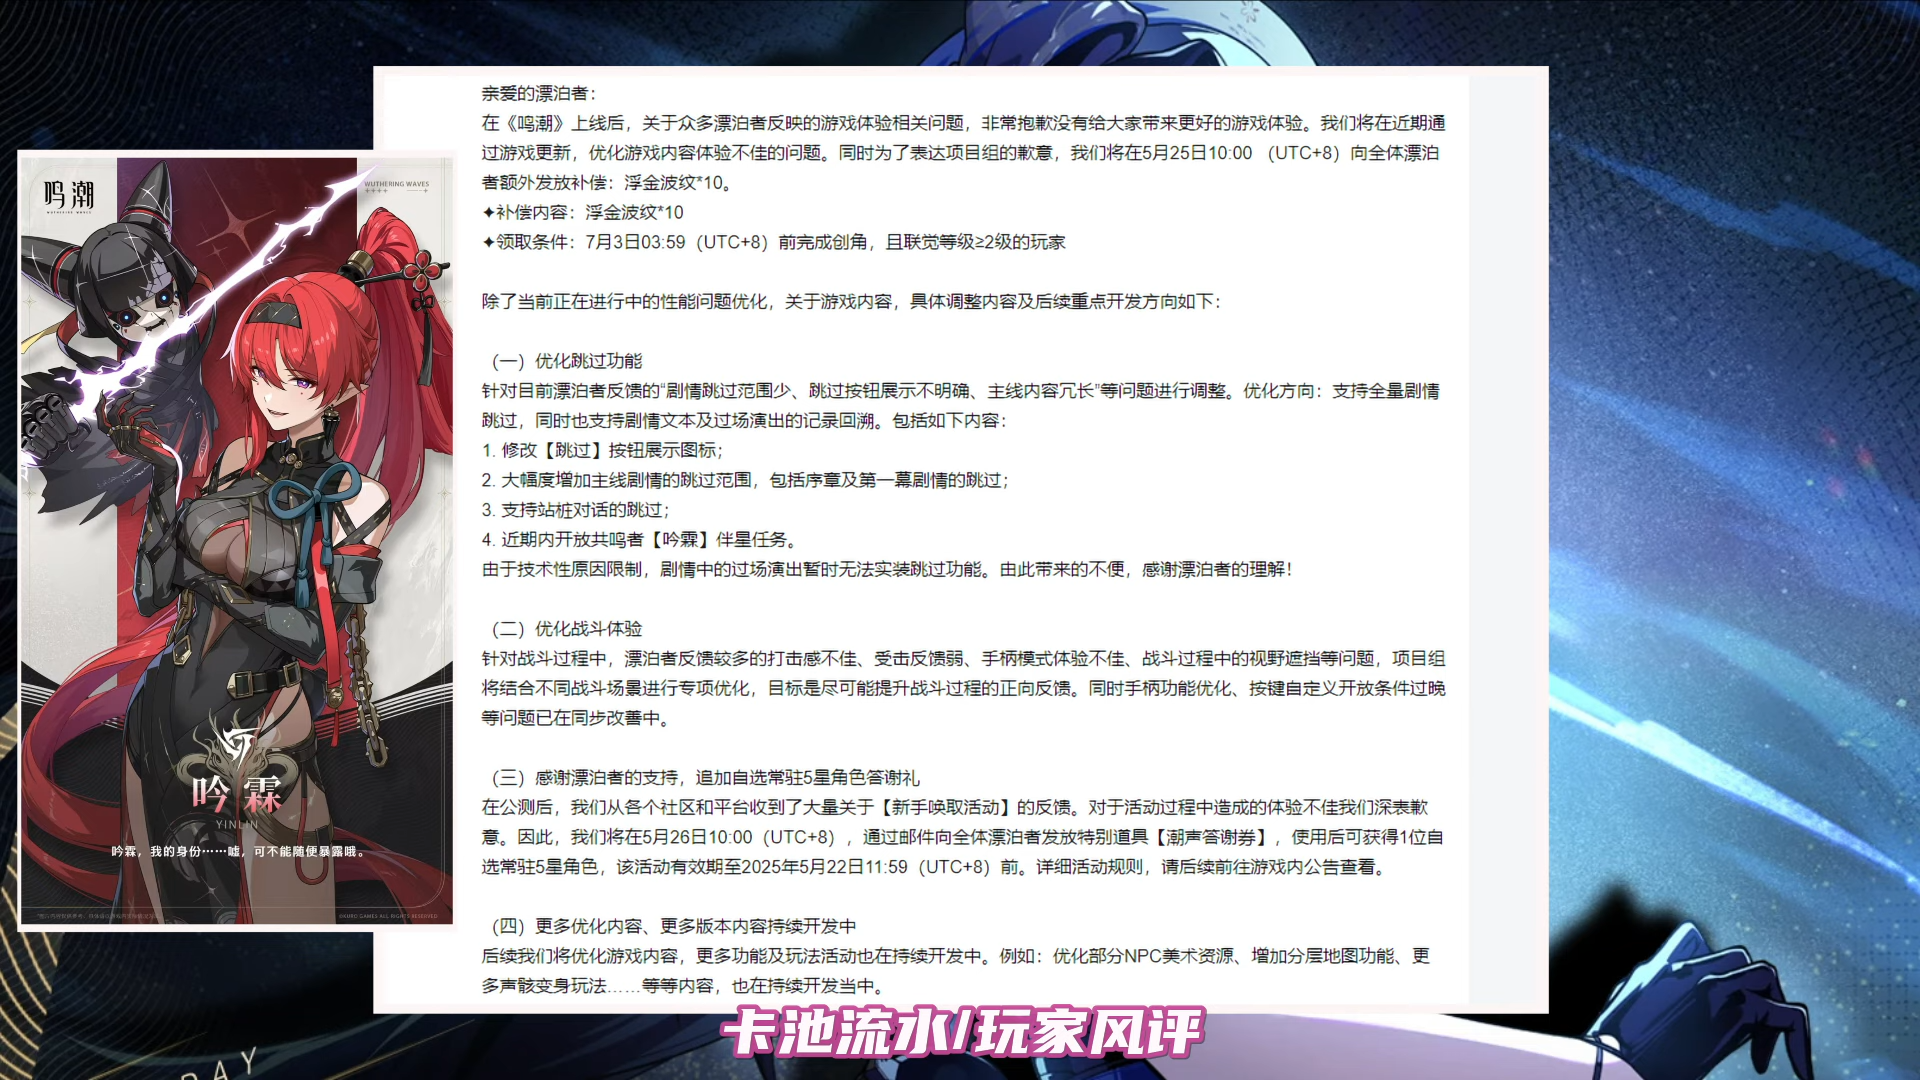 亲爱的漂泊者：
在《鸣潮》上线后，关于众多漂泊者反映的游戏体验相关问题，非常抱歉没有给大家带来更好的游戏体验。我们将在近期通
过游戏更新，优化游戏内容体验不佳的问题。同时为了表达项目组的歉意，我们将在5月25日10:00 （UTC+8）向全体漂泊
者额外发放补偿：浮金波纹*10。
✦补偿内容：浮金波纹*10
✦领取条件：7月3日03:59（UTC+8）前完成创角，且联觉等级≥2级的玩家
除了当前正在进行中的性能问题优化，关于游戏内容，具体调整内容及后续重点开发方向如下：
（一）优化跳过功能
针对目前漂泊者反馈的“剧情跳过范围少、跳过按钮展示不明确、主线内容冗长”等问题进行调整。优化方向：支持全量剧情
跳过，同时也支持剧情文本及过场演出的记录回溯。包括如下内容：
1. 修改【跳过】按钮展示图标；
2. 大幅度增加主线剧情的跳过范围，包括序章及第一幕剧情的跳过；
3. 支持站桩对话的跳过；
4. 近期内开放共鸣者【吟霖】伴星任务。
由于技术性原因限制，剧情中的过场演出暂时无法实装跳过功能。由此带来的不便，感谢漂泊者的理解！
（二）优化战斗体验
针对战斗过程中，漂泊者反馈较多的打击感不佳、受击反馈弱、手柄模式体验不佳、战斗过程中的视野遮挡等问题，项目组
将结合不同战斗场景进行专项优化，目标是尽可能提升战斗过程的正向反馈。同时手柄功能优化、按键自定义开放条件过晚
等问题已在同步改善中。
（三）感谢漂泊者的支持，追加自选常驻5星角色答谢礼
在公测后，我们从各个社区和平台收到了大量关于【新手唤取活动】的反馈。对于活动过程中造成的体验不佳我们深表歉
意。因此，我们将在5月26日10:00（UTC+8），通过邮件向全体漂泊者发放特别道具【潮声答谢券】，使用后可获得1位自
选常驻5星角色，该活动有效期至2025年5月22日11:59（UTC+8）前。详细活动规则，请后续前往游戏内公告查看。
（四）更多优化内容、更多版本内容持续开发中
后续我们将优化游戏内容，更多功能及玩法活动也在持续开发中。例如：优化部分NPC美术资源、增加分层地图功能、更
多声骸变身玩法……等等内容，也在持续开发当中。
鸣潮
WUTHERING WAVES
WUTHERING WAVES
吟霖
YINLIN
吟霖，我的身份……嘘，可不能随便暴露哦。
©KURO GAMES ALL RIGHTS RESERVED
卡池流水/玩家风评
DAY